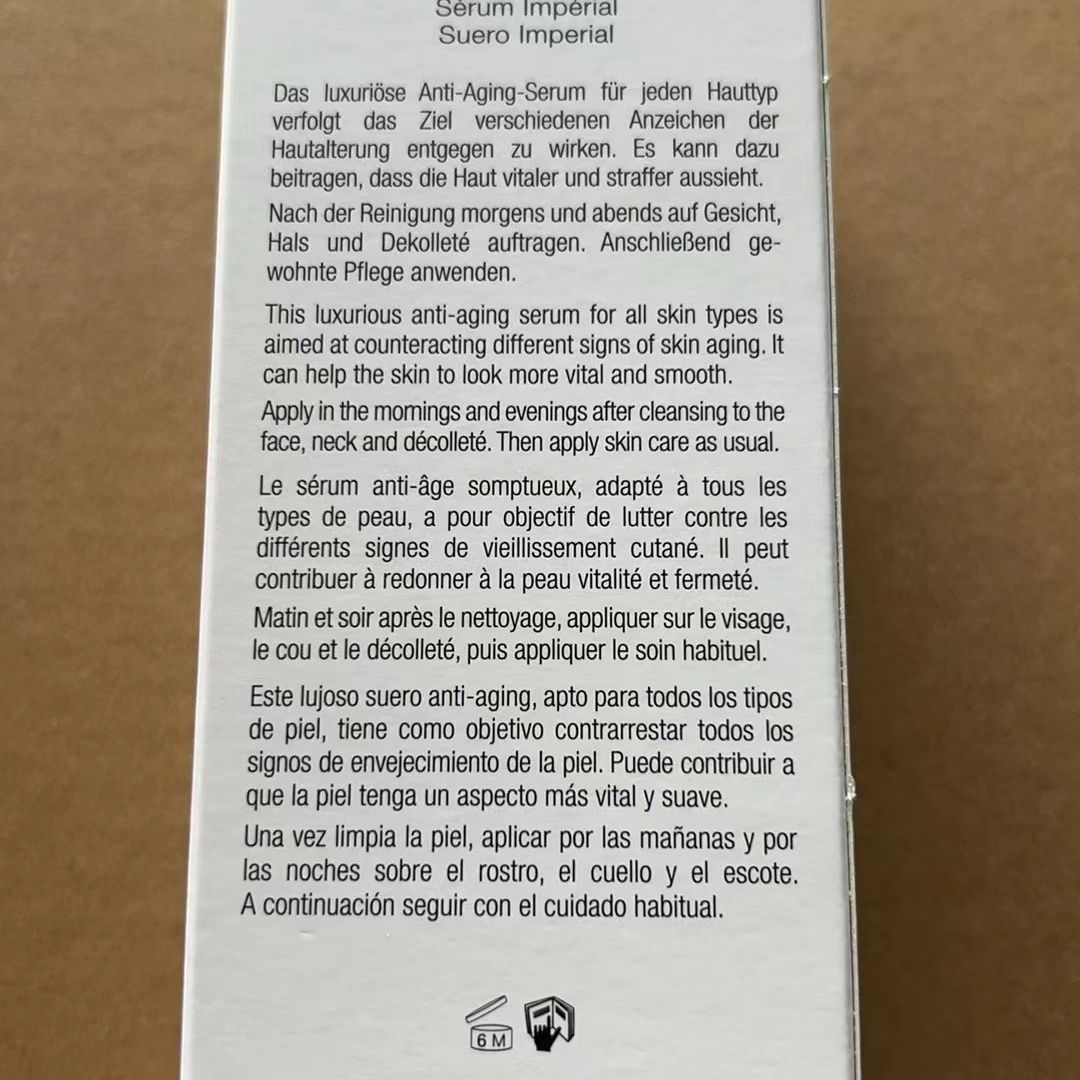 Sérum Impérial
Suero Imperial
Das luxuriöse Anti-Aging-Serum für jeden Hauttyp
verfolgt das Ziel verschiedenen Anzeichen der
Hautalterung entgegen zu wirken. Es kann dazu
beitragen, dass die Haut vitaler und straffer aussieht.
Nach der Reinigung morgens und abends auf Gesicht,
Hals und Dekolleté auftragen. Anschließend ge-
wohnte Pflege anwenden.
This luxurious anti-aging serum for all skin types is
aimed at counteracting different signs of skin aging. It
can help the skin to look more vital and smooth.
Apply in the mornings and evenings after cleansing to the
face, neck and décolleté. Then apply skin care as usual.
Le sérum anti-âge somptueux, adapté à tous les
types de peau, a pour objectif de lutter contre les
différents signes de vieillissement cutané. Il peut
contribuer à redonner à la peau vitalité et fermeté.
Matin et soir après le nettoyage, appliquer sur le visage,
le cou et le décolleté, puis appliquer le soin habituel.
Este lujoso suero anti-aging, apto para todos los tipos
de piel, tiene como objetivo contrarrestar todos los
signos de envejecimiento de la piel. Puede contribuir a
que la piel tenga un aspecto más vital y suave.
Una vez limpia la piel, aplicar por las mañanas y por
las noches sobre el rostro, el cuello y el escote.
A continuación seguir con el cuidado habitual.
6 M